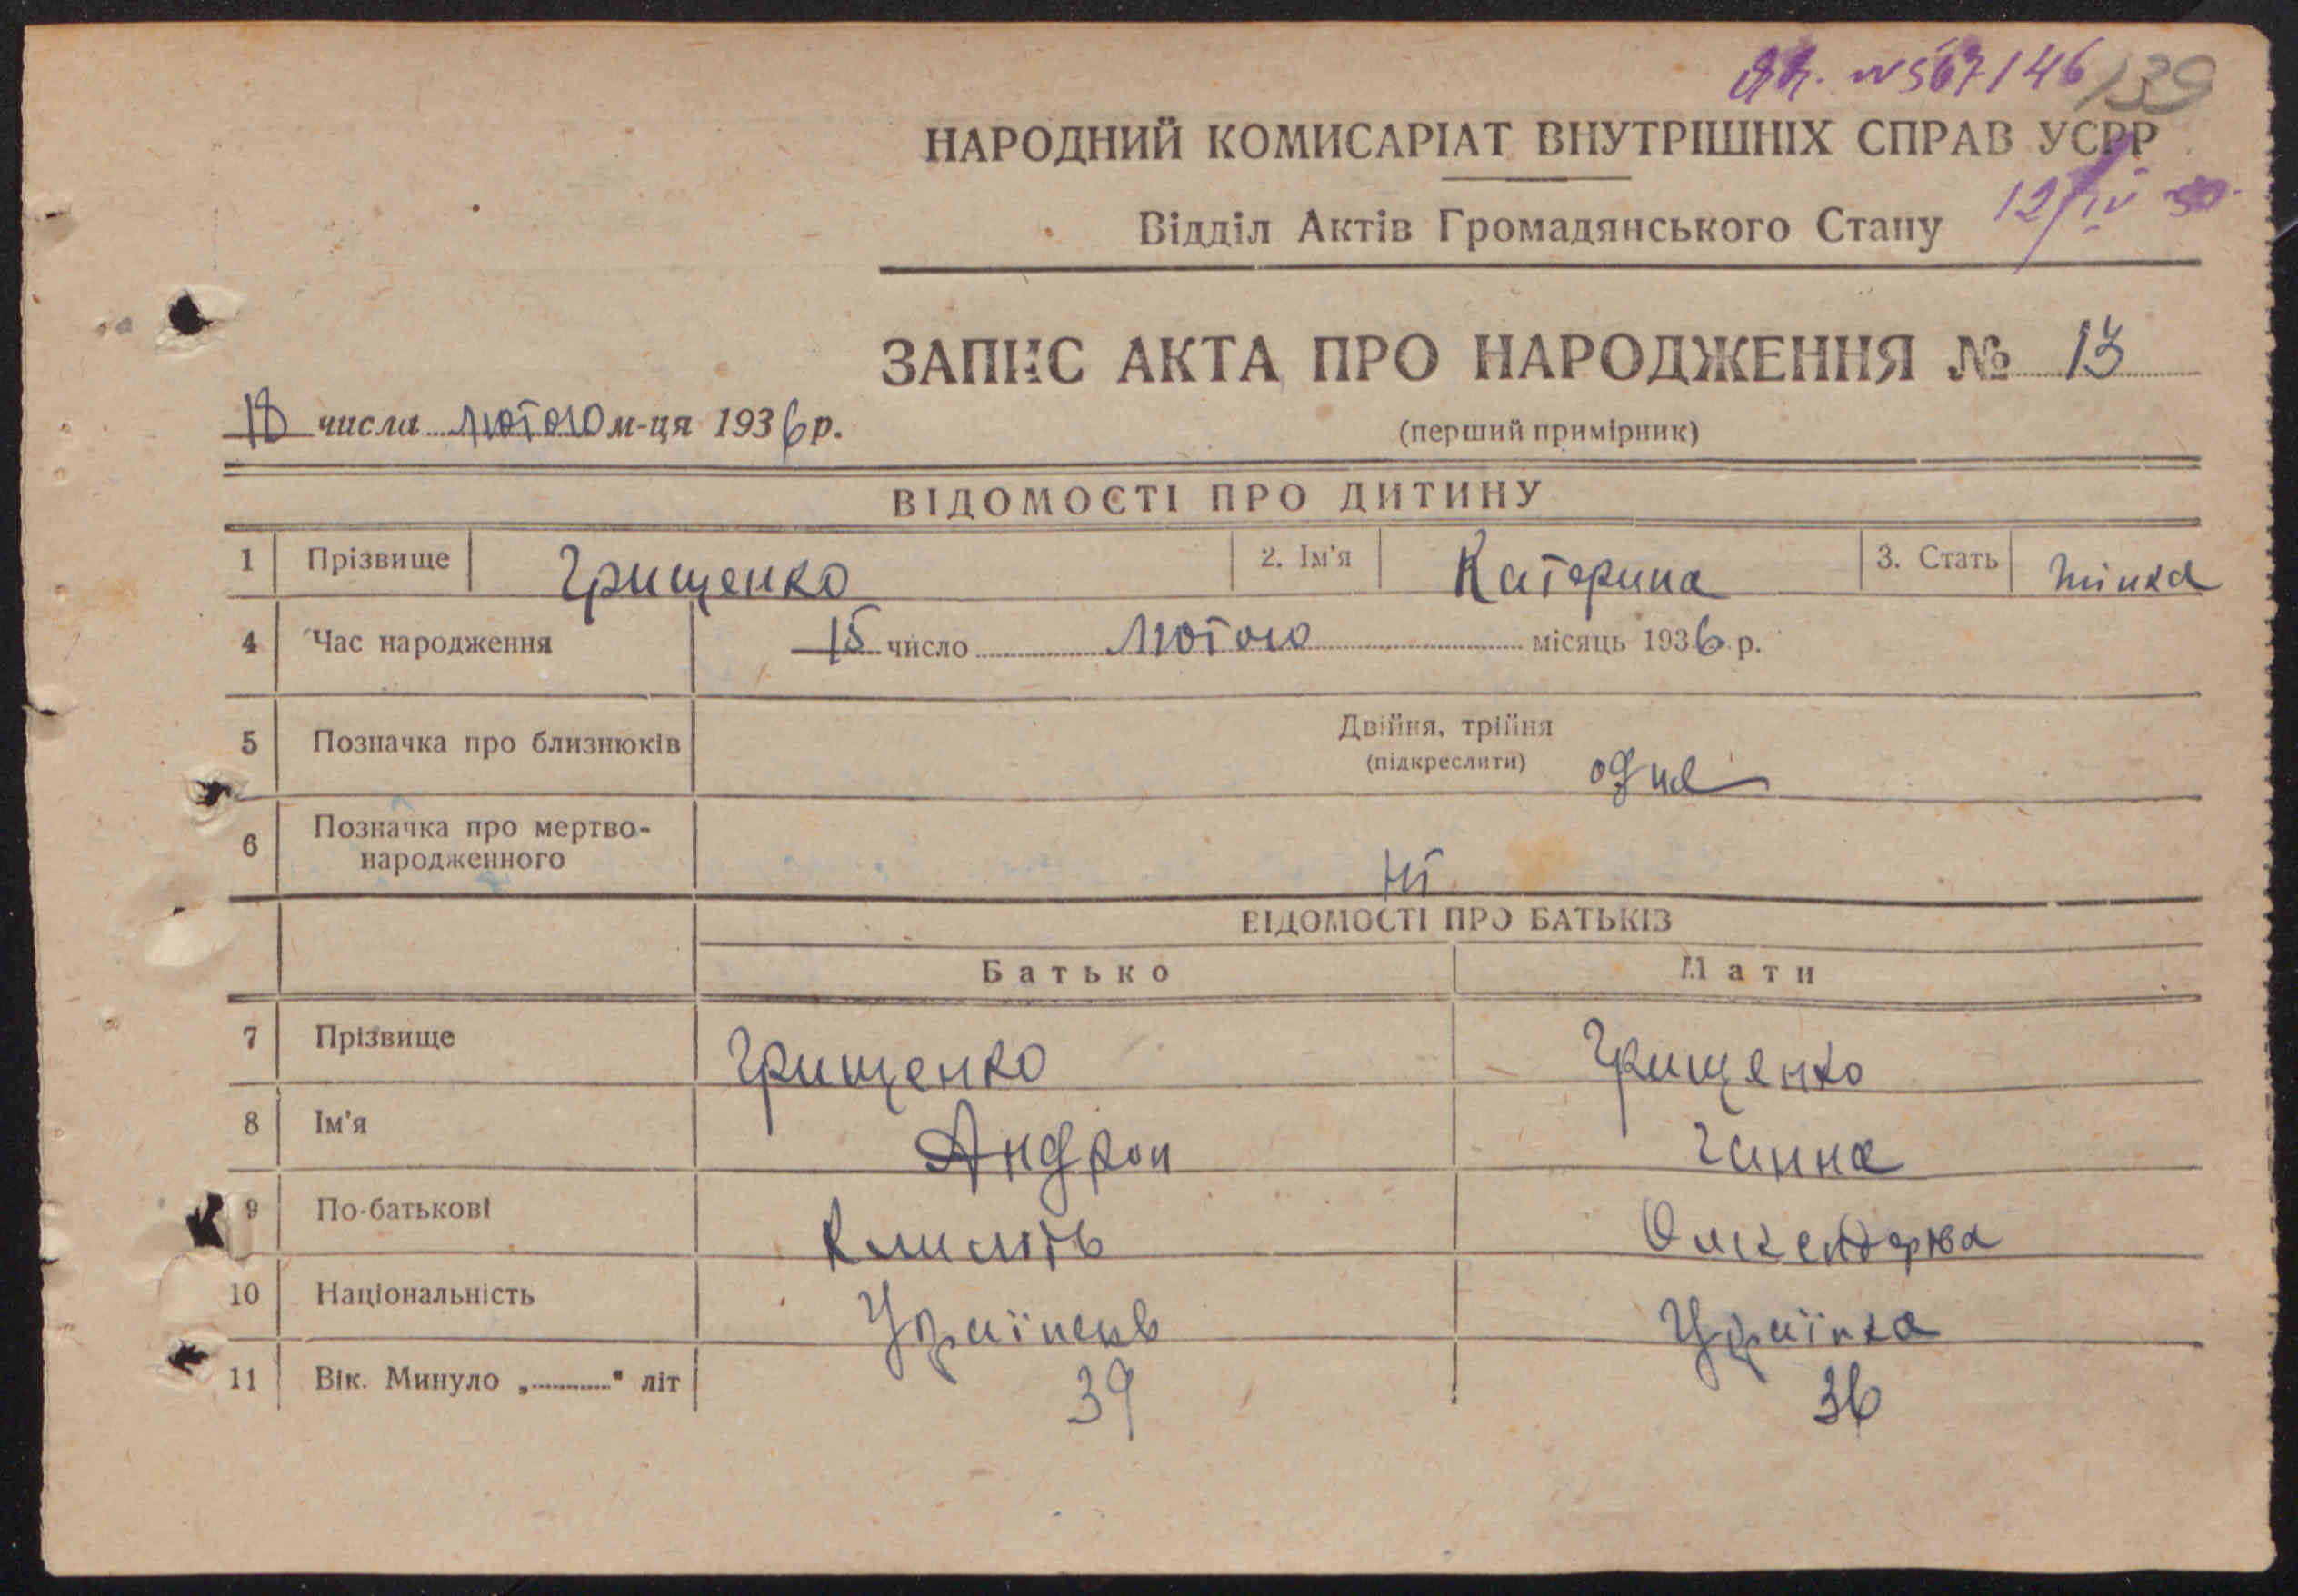 №567146 139
НАРОДНИЙ КОМИСАРІАТ ВНУТРІШНІХ СПРАВ УСРР
12/IV 50
Відділ Актів Громадянського Стану
ЗАПИС АКТА ПРО НАРОДЖЕННЯ № 13
18 числа лютого м-ця 1936 р.
(перший примірник)
ВІДОМОСТІ ПРО ДИТИНУ
1 Прізвище Грищенко 2. Ім'я Катерина 3. Стать жінка
4 Час народження 15 число лютого місяць 1936 р.
5 Позначка про близнюків Двійня, трійня
(підкреслити) одна
6 Позначка про мертво-
народженного ні
ВІДОМОСТІ ПРО БАТЬКІВ
Батько Мати
7 Прізвище Грищенко Грищенко
8 Ім'я Андрон Ганна
9 По-батькові
10 Національність Українець Українка
11 Вік. Минуло „..........“ літ 39 36